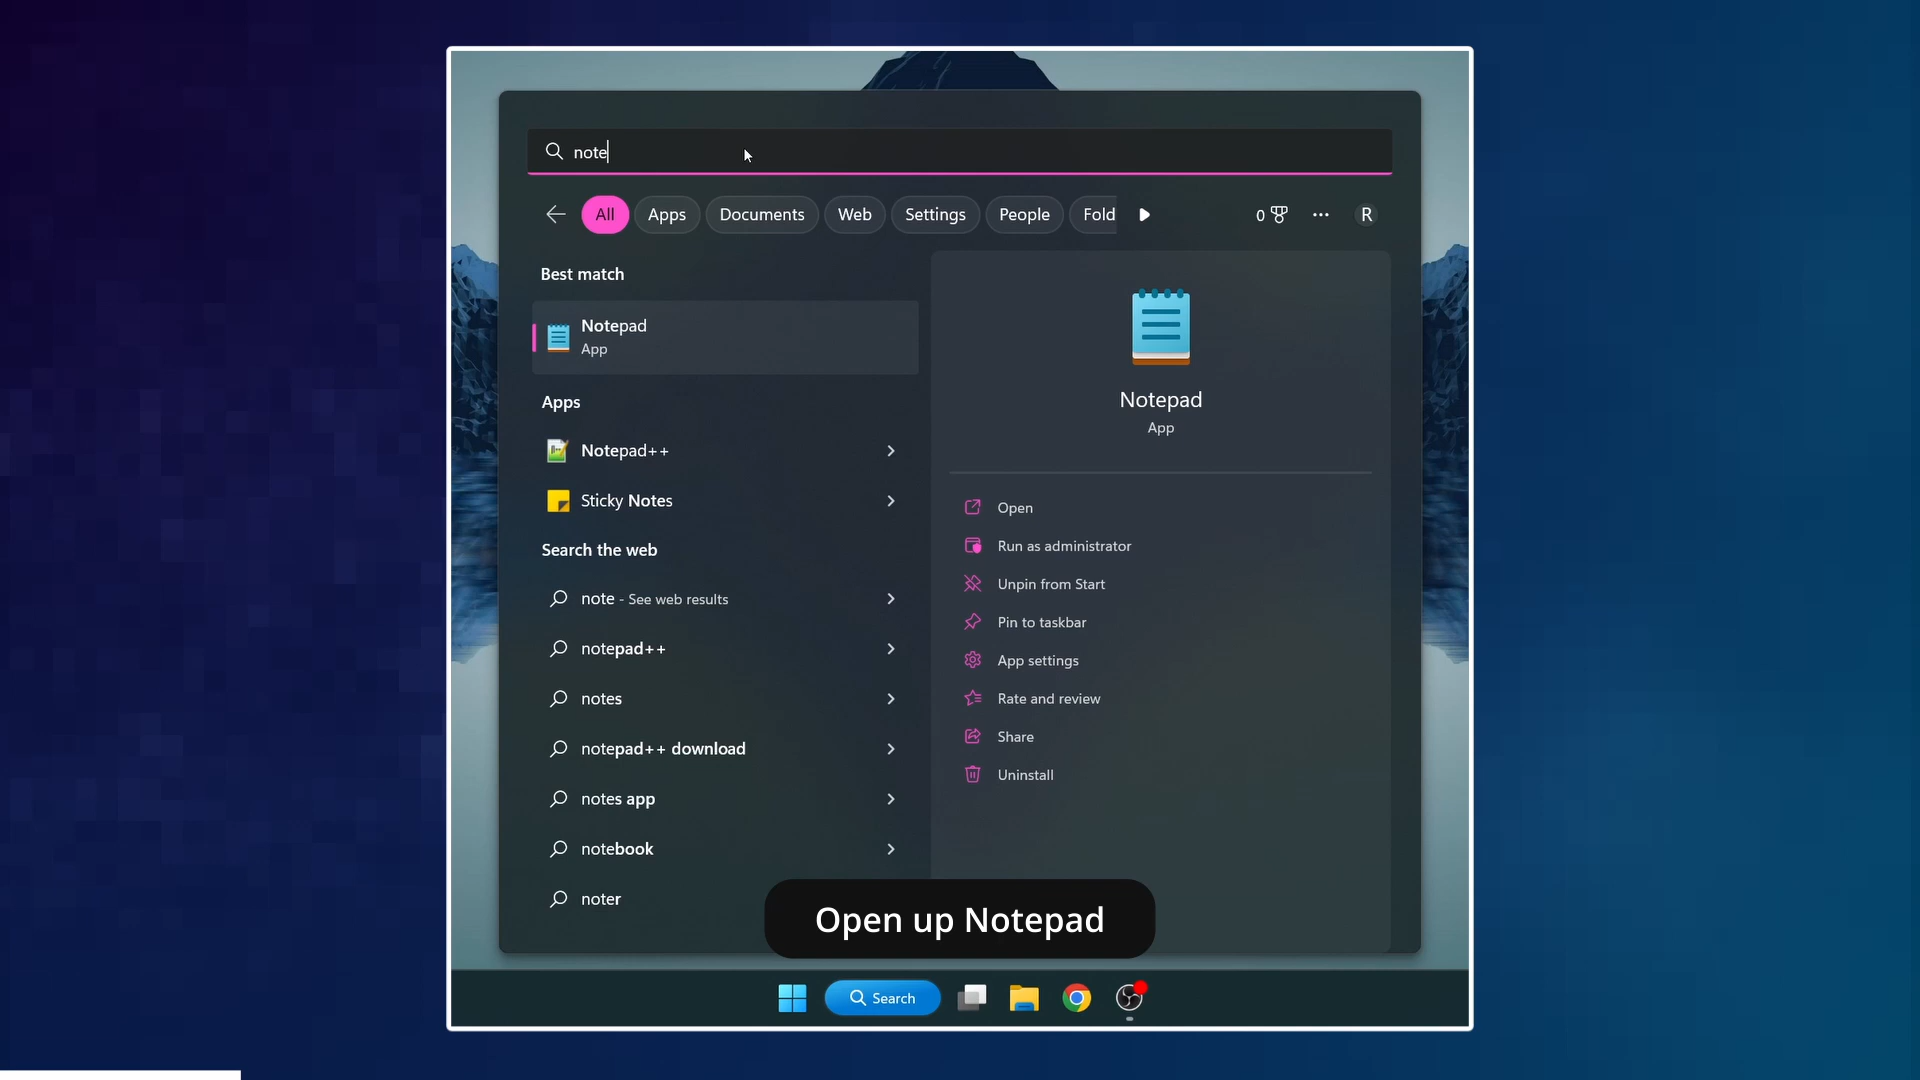 note
All Apps Documents Web Settings People Fold 0 R
Best match
Notepad
App
Apps
Notepad++
Sticky Notes
Search the web
note - See web results
notepad++
notes
notepad++ download
notes app
notebook
noter
Notepad
App
Open
Run as administrator
Unpin from Start
Pin to taskbar
App settings
Rate and review
Share
Uninstall
Open up Notepad
Search